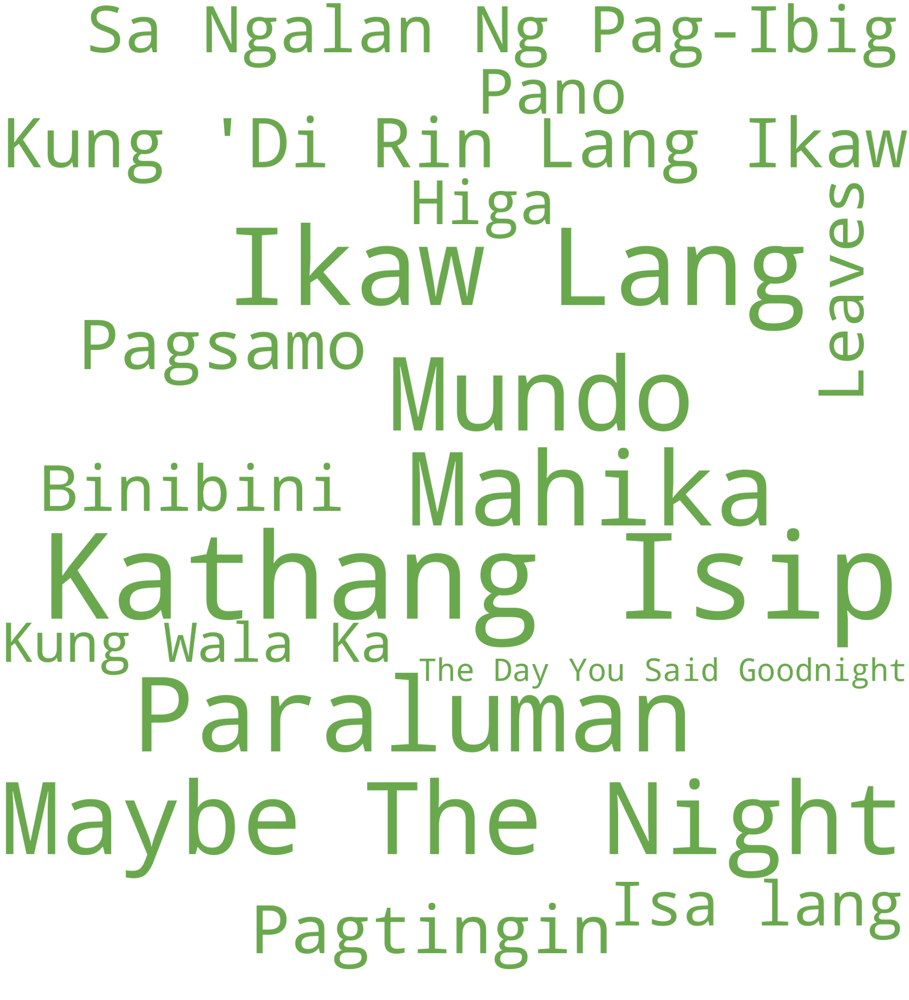 Sa Ngalan Ng Pag-Ibig
Pano
Kung 'Di Rin Lang Ikaw
Higa
Leaves
Ikaw Lang
Pagsamo
Mundo
Mahika
Binibini
Kathang Isip
Kung Wala Ka
The Day You Said Goodnight
Paraluman
Maybe The Night
Isa lang
Pagtingin